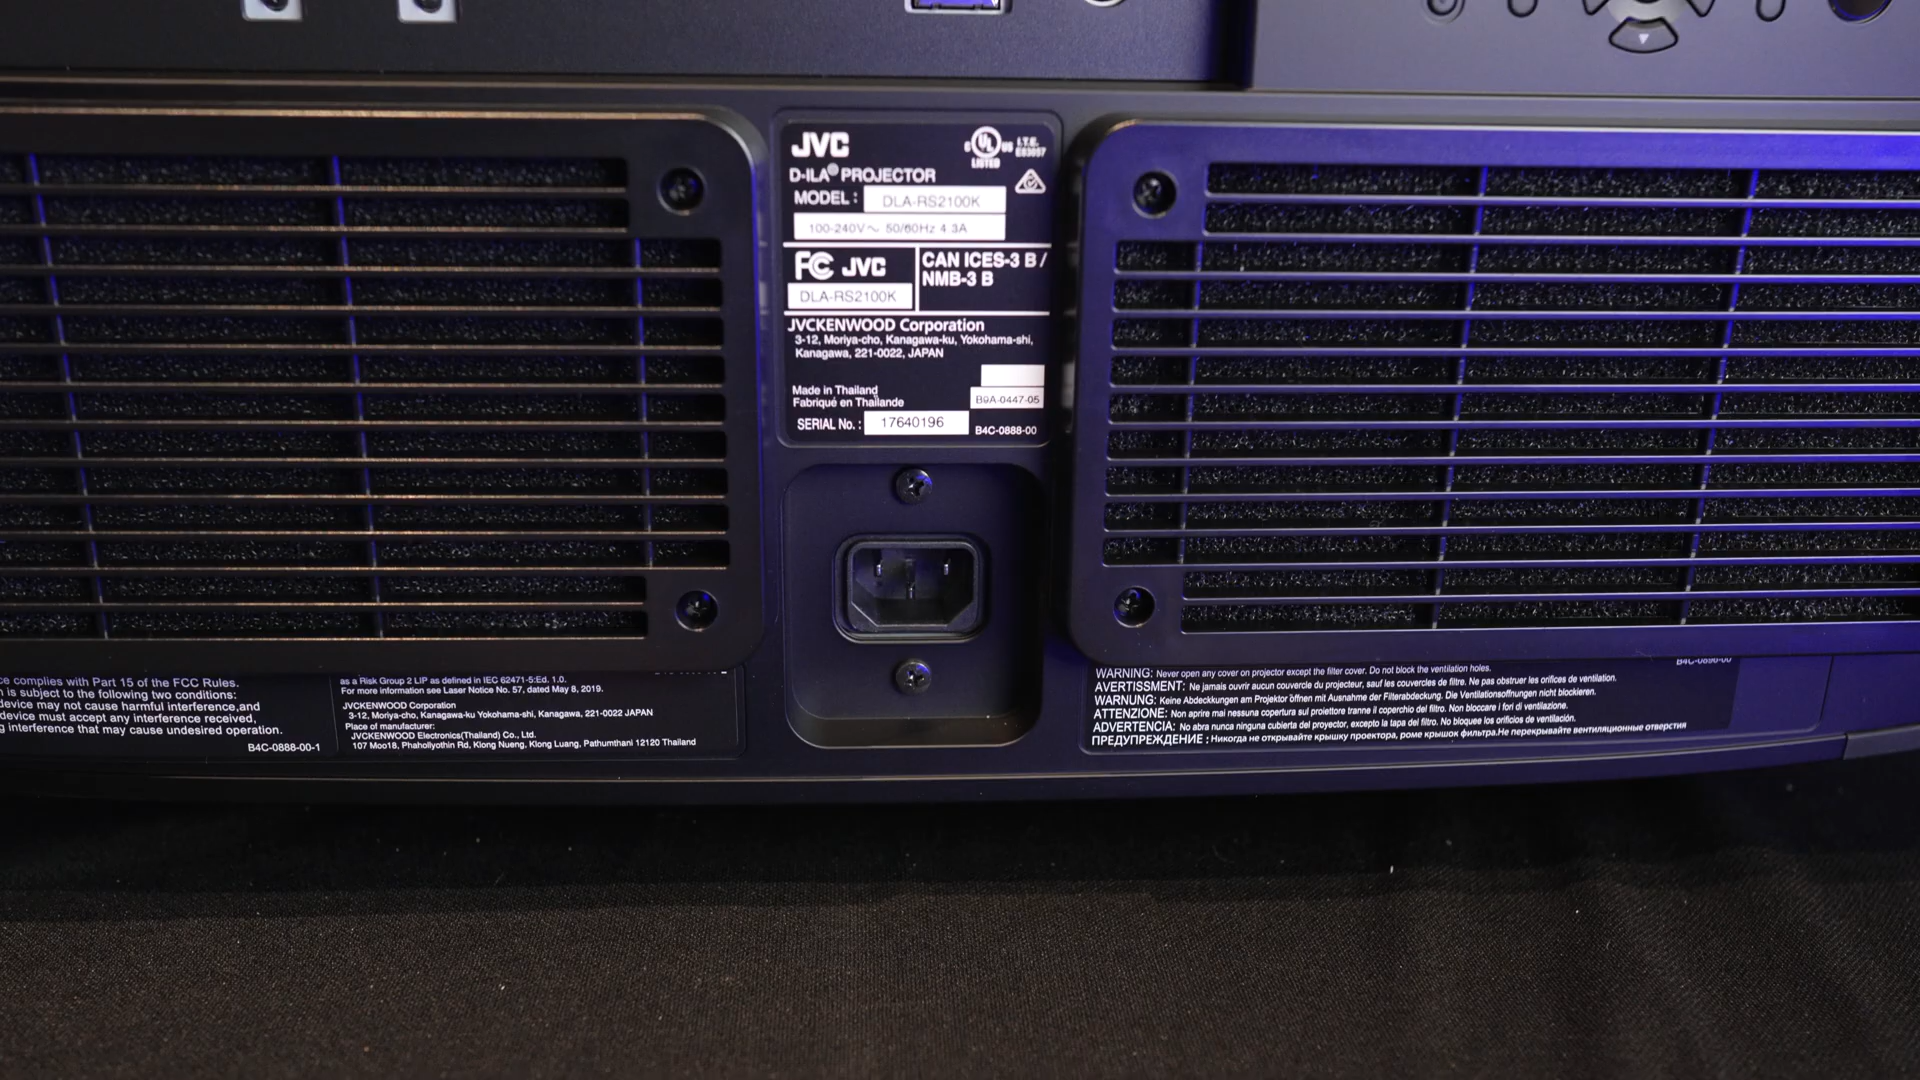 JVC
C UL US LISTED
I.T.E.
E83057
D-ILA® PROJECTOR
MODEL : DLA-RS2100K
100-240V~ 50/60Hz 4.3A
FC JVC
DLA-RS2100K
CAN ICES-3 B /
NMB-3 B
JVCKENWOOD Corporation
3-12, Moriya-cho, Kanagawa-ku, Yokohama-shi,
Kanagawa, 221-0022, JAPAN
Made in Thailand
Fabriqué en Thaïlande
B9A-0447-05
SERIAL No. : 17640196
B4C-0888-00
ce complies with Part 15 of the FCC Rules.
n is subject to the following two conditions:
device may not cause harmful interference,and
device must accept any interference received,
g interference that may cause undesired operation.
B4C-0888-00-1
as a Risk Group 2 LIP as defined in IEC 62471-5:Ed. 1.0.
For more information see Laser Notice No. 57, dated May 8, 2019.
JVCKENWOOD Corporation
3-12, Moriya-cho, Kanagawa-ku Yokohama-shi, Kanagawa, 221-0022 JAPAN
Place of manufacturer:
JVCKENWOOD Electronics(Thailand) Co., Ltd.
107 Moo18, Phaholiyothin Rd, Klong Nueng, Klong Luang, Pathumthani 12120 Thailand
WARNING: Never open any cover on projector except the filter cover. Do not block the ventilation holes.
AVERTISSMENT: Ne jamais ouvrir aucun couvercle du projecteur, sauf les couvercles de filtre. Ne pas obstruer les orifices de ventilation.
WARNUNG: Keine Abdeckkungen am Projektor öffnen mit Ausnahme der Filterabdeckung. Die Ventilationsoffnungen nicht blockieren.
ATTENZIONE: Non aprire mai nessuna copertura sul proiettore tranne il coperchio del filtro. Non bloccare i fori di ventilazione.
ADVERTENCIA: No abra nunca ninguna cubierta del proyector, excepto la tapa del filtro. No bloquee los orificios de ventilación.
ПРЕДУПРЕЖДЕНИЕ : Никогда не открывайте крышку проектора, роме крышок фильтра.Не перекрывайте вентиляционные отверстия